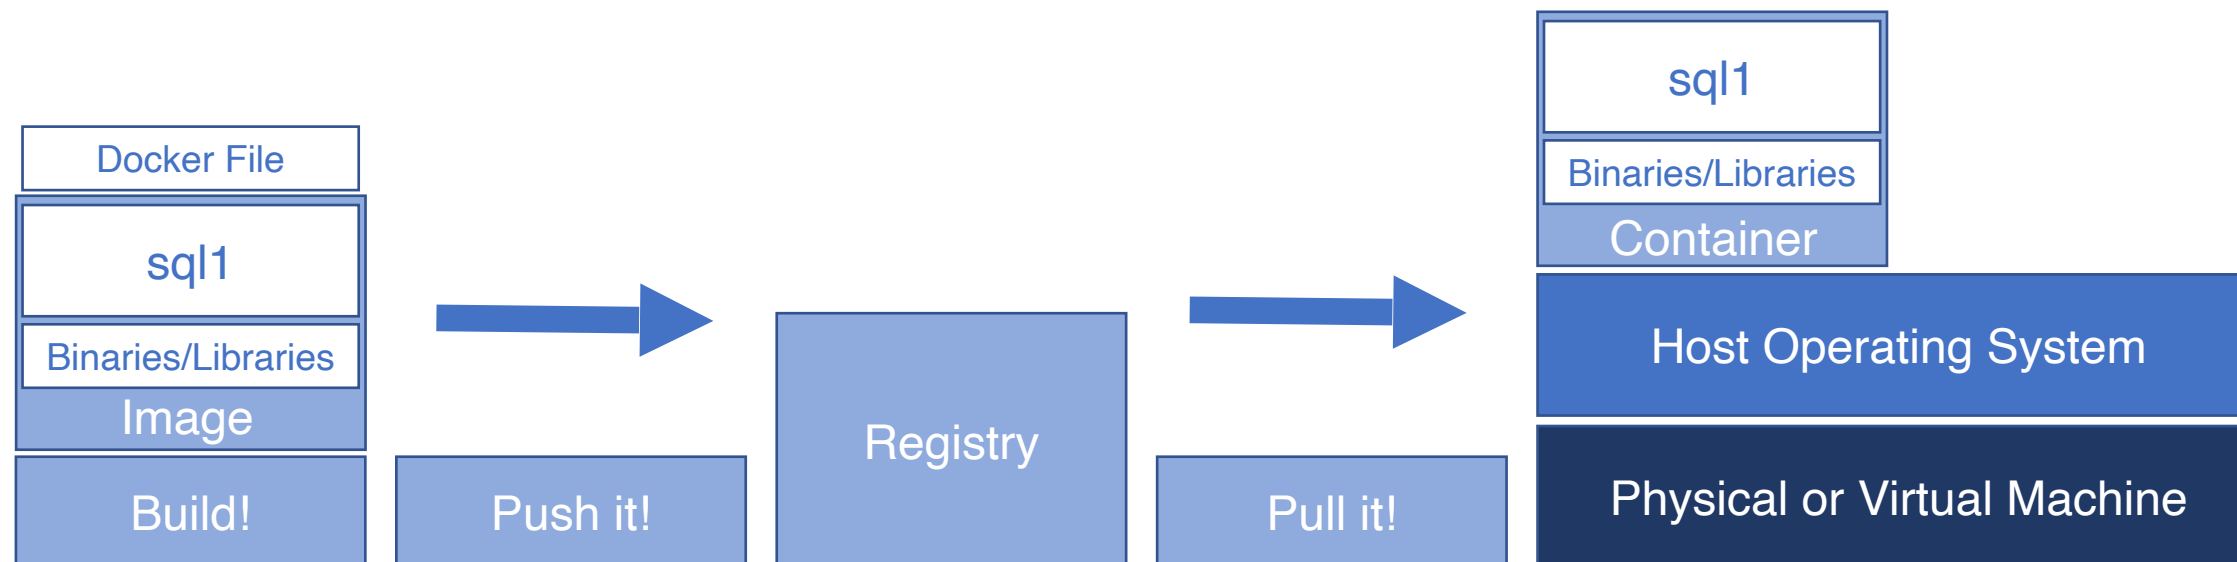 Docker File
sql1
Binaries/Libraries
Image
Build!
Push it!
Registry
Pull it!
sql1
Binaries/Libraries
Container
Host Operating System
Physical or Virtual Machine